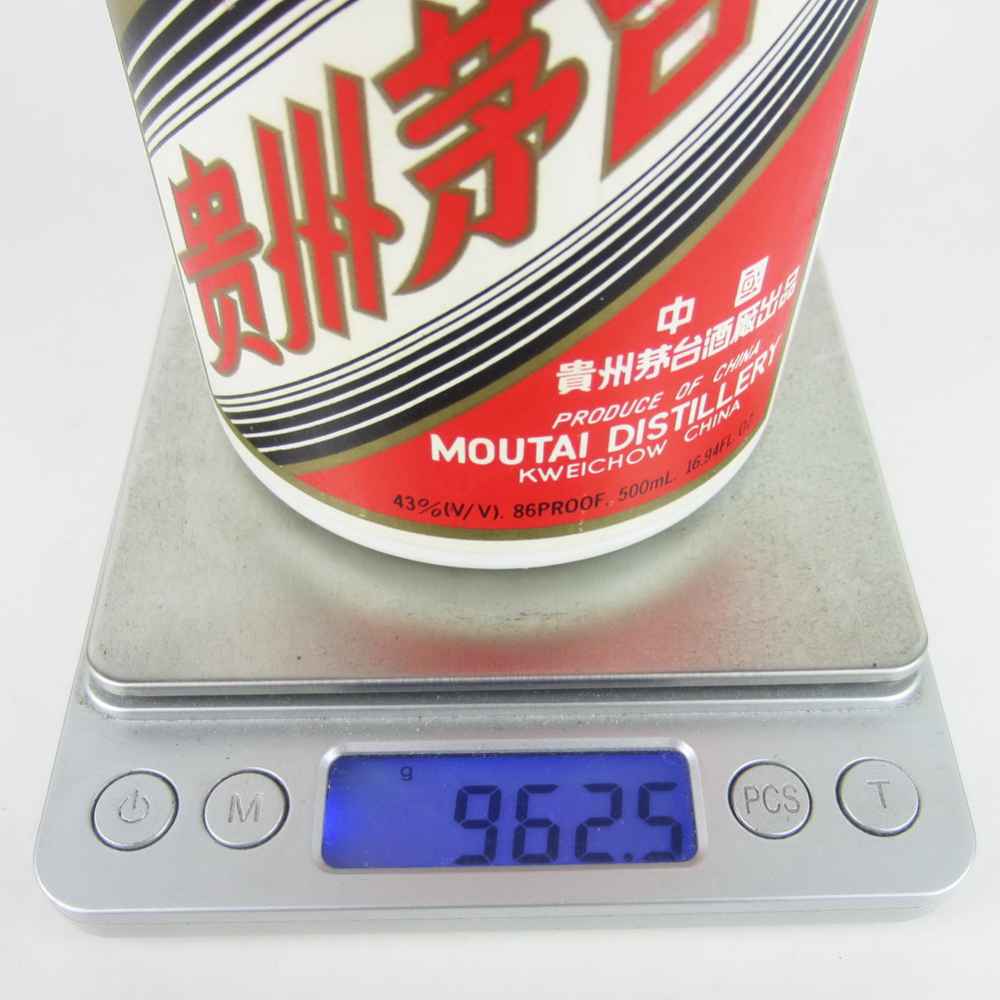 贵州茅台
中國
貴州茅台酒廠出品
PRODUCE OF CHINA
MOUTAI DISTILLERY
KWEICHOW CHINA
43%(V/V). 86PROOF. 500mL. 16.94FL OZ
g
962.5
M
PCS
T